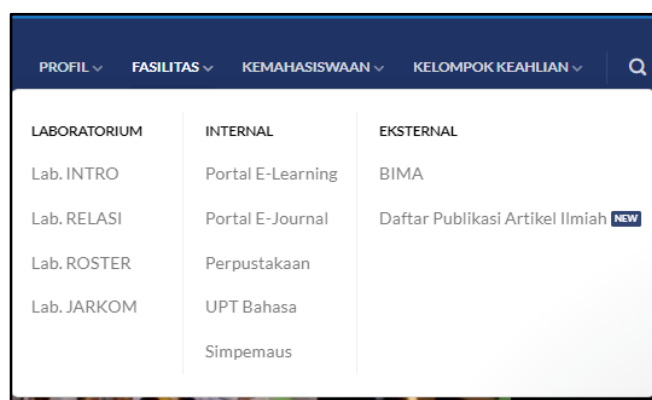 PROFIL FASILITAS KEMAHASISWAAN KELOMPOK KEAHLIAN
LABORATORIUM
Lab. INTRO
Lab. RELASI
Lab. ROSTER
Lab. JARKOM
INTERNAL
Portal E-Learning
Portal E-Journal
Perpustakaan
UPT Bahasa
Simpemaus
EKSTERNAL
BIMA
Daftar Publikasi Artikel Ilmiah NEW